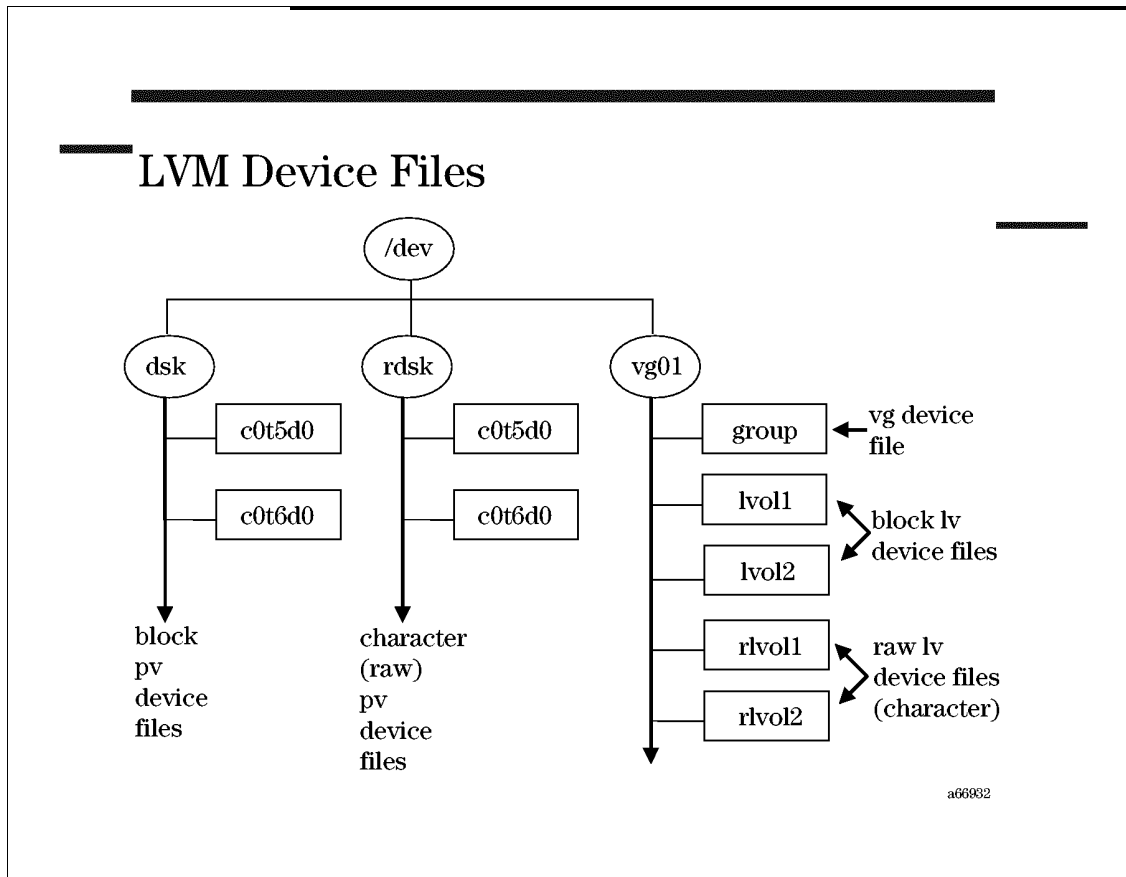 LVM Device Files
/dev
dsk
rdsk
vg01
c0t5d0
c0t6d0
block
pv
device
files
c0t5d0
c0t6d0
character
(raw)
pv
device
files
group
lvol1
lvol2
rlvol1
rlvol2
vg device
file
block lv
device files
raw lv
device files
(character)
a66932